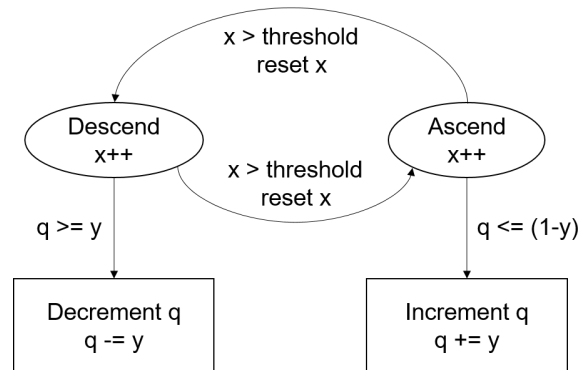 x > threshold
reset x
Descend
x++
Ascend
x++
x > threshold
reset x
q >= y
q <= (1-y)
Decrement q
q -= y
Increment q
q += y